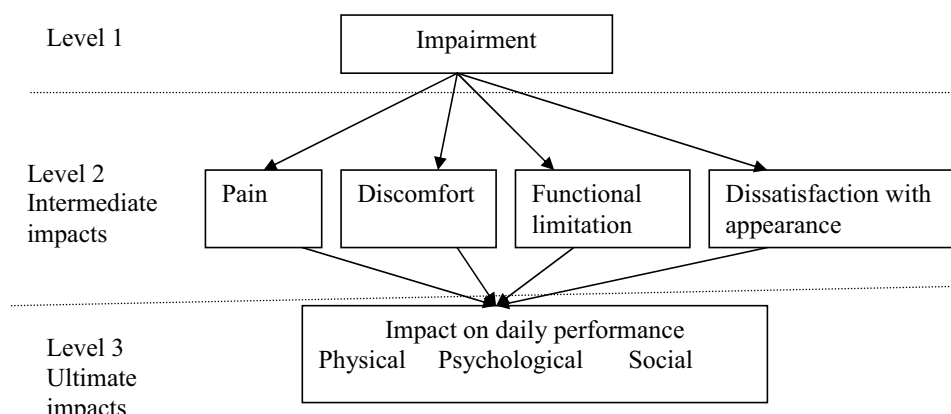 Level 1
Impairment
Level 2
Intermediate
impacts
Pain
Discomfort
Functional
limitation
Dissatisfaction with
appearance
Level 3
Ultimate
impacts
Impact on daily performance
Physical Psychological Social